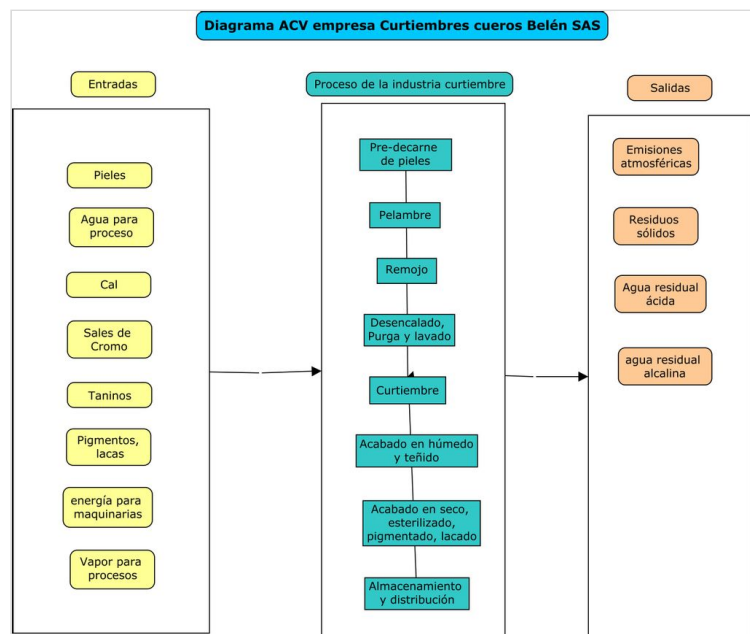 Diagrama ACV empresa Curtiembres cueros Belén SAS
Entradas
Pieles
Agua para
proceso
Cal
Sales de
Cromo
Taninos
Pigmentos,
lacas
energía para
maquinarias
Vapor para
procesos
Proceso de la industria curtiembre
Pre-decarne
de pieles
Pelambre
Remojo
Desencalado,
Purga y lavado
Curtiembre
Acabado en húmedo
y teñido
Acabado en seco,
esterilizado,
pigmentado, lacado
Almacenamiento
y distribución
Salidas
Emisiones
atmosféricas
Residuos
sólidos
Agua residual
ácida
agua residual
alcalina